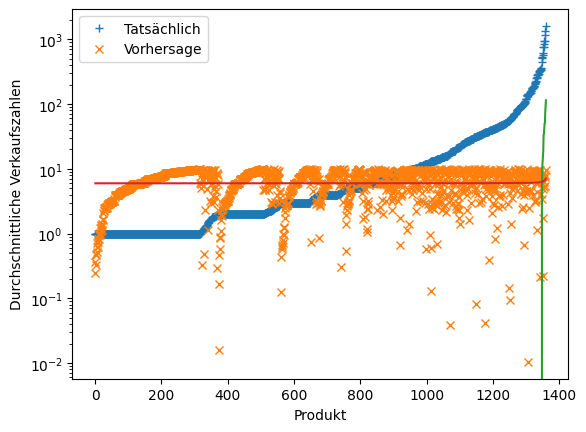 Tatsächlich
Vorhersage
Durchschnittliche Verkaufszahlen
10³
10²
10¹
10⁰
10⁻¹
10⁻²
0 200 400 600 800 1000 1200 1400
Produkt